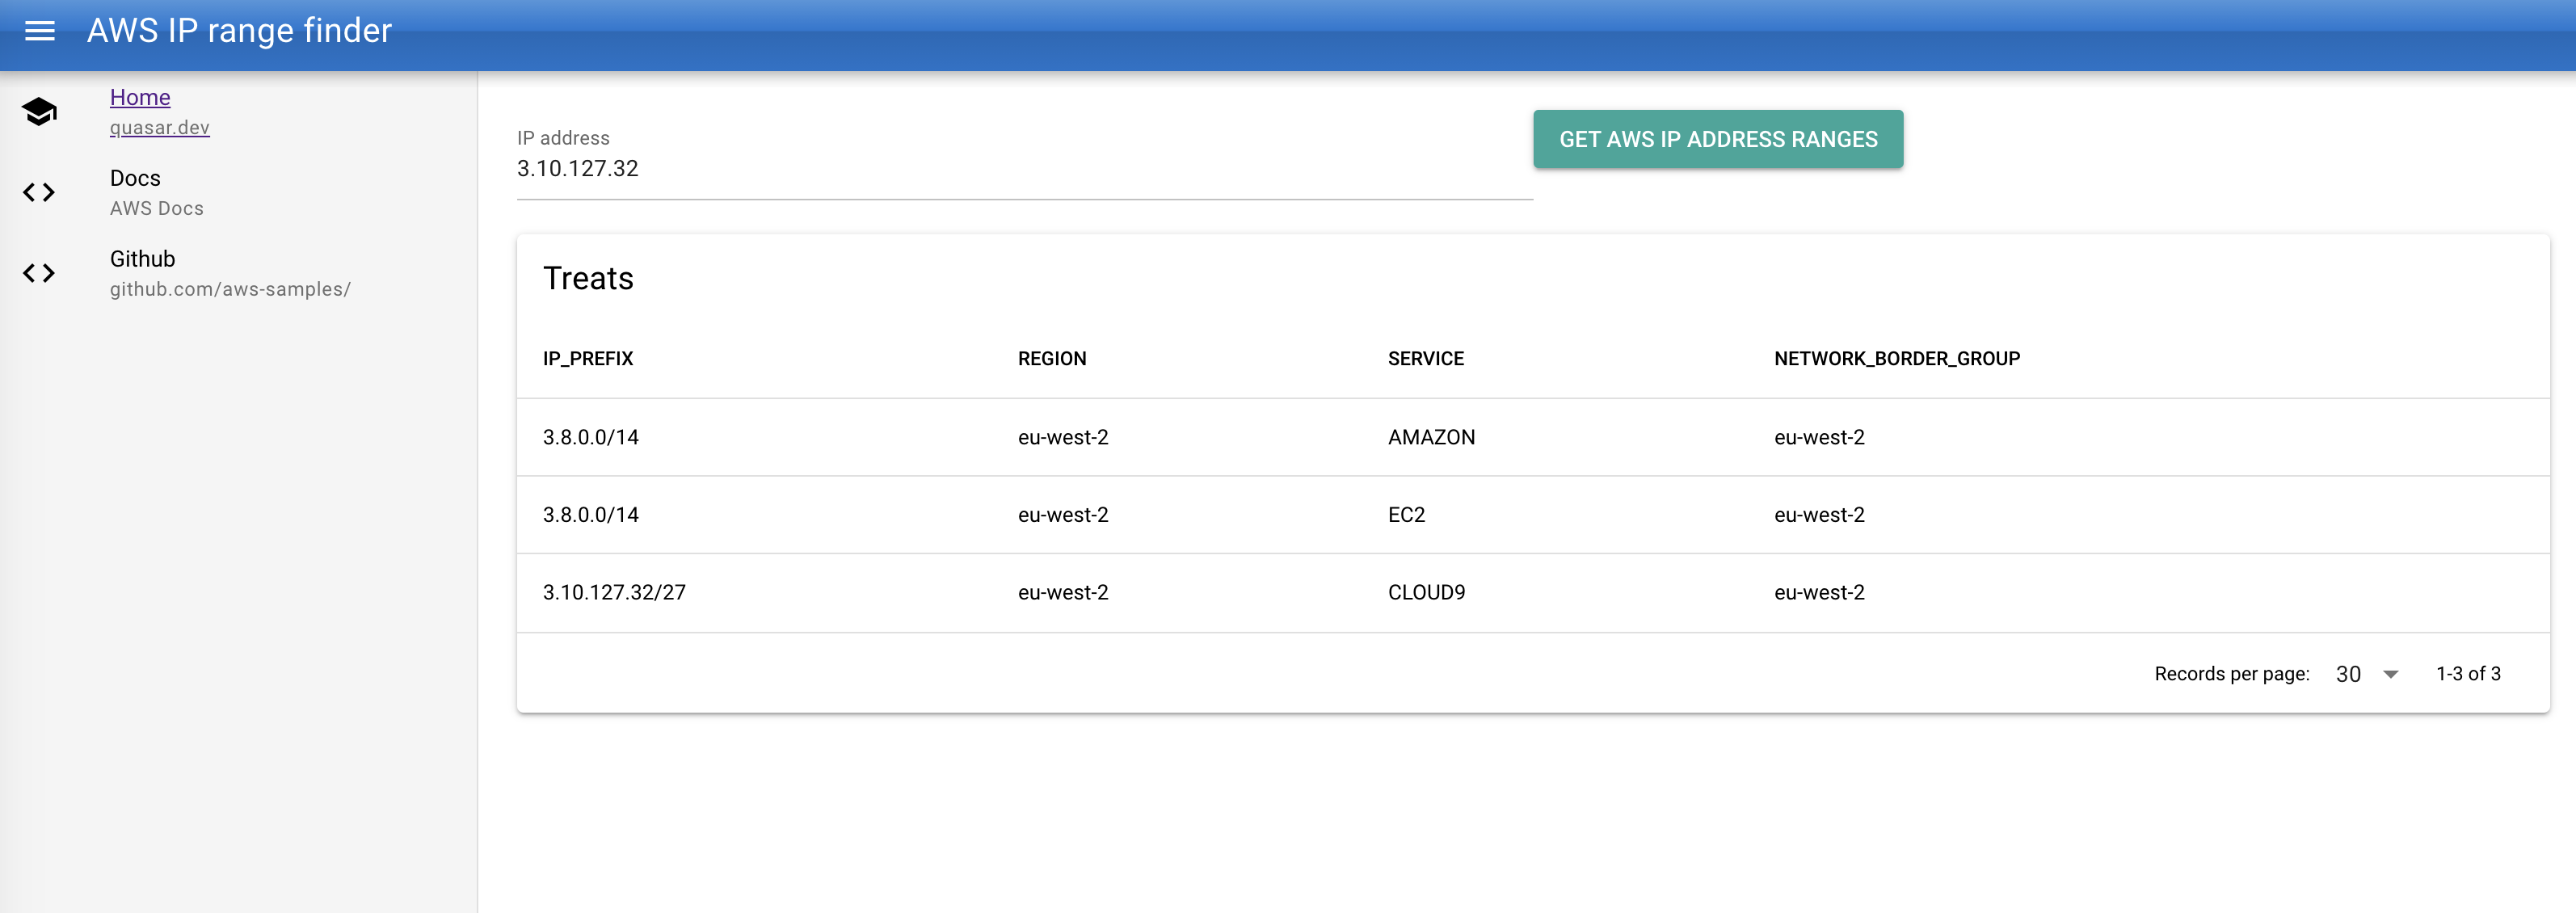 AWS IP range finder
Home
quasar.dev
Docs
AWS Docs
Github
github.com/aws-samples/
IP address
3.10.127.32
GET AWS IP ADDRESS RANGES
Treats
IP_PREFIX REGION SERVICE NETWORK_BORDER_GROUP
3.8.0.0/14 eu-west-2 AMAZON eu-west-2
3.8.0.0/14 eu-west-2 EC2 eu-west-2
3.10.127.32/27 eu-west-2 CLOUD9 eu-west-2
Records per page: 30 1-3 of 3